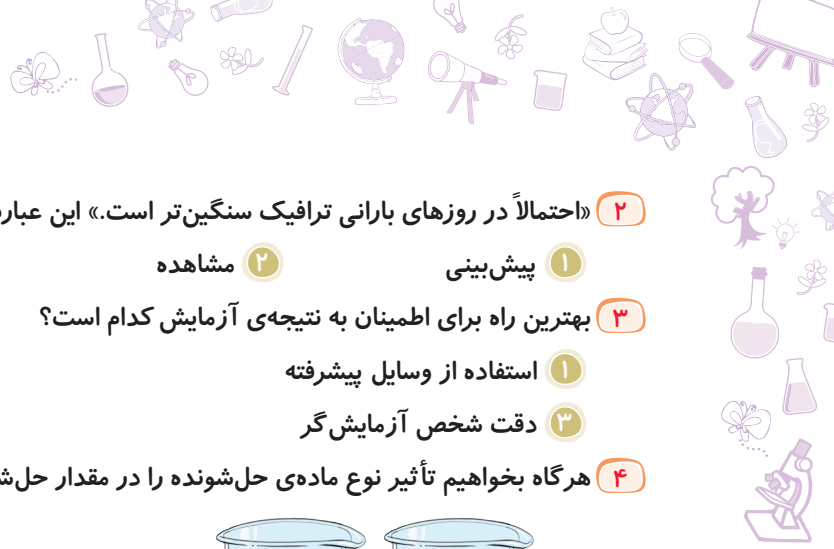 ۲ «احتمالاً در روزهای بارانی ترافیک سنگین‌تر است.» این
۱ پیش‌بینی ۲ مشاهده
۳ بهترین راه برای اطمینان به نتیجه‌ی آزمایش کدام است؟
۱ استفاده از وسایل پیشرفته
۳ دقت شخص آزمایش‌گر
۴ هرگاه بخواهیم تأثیر نوع ماده‌ی حل‌شونده را در مقدار